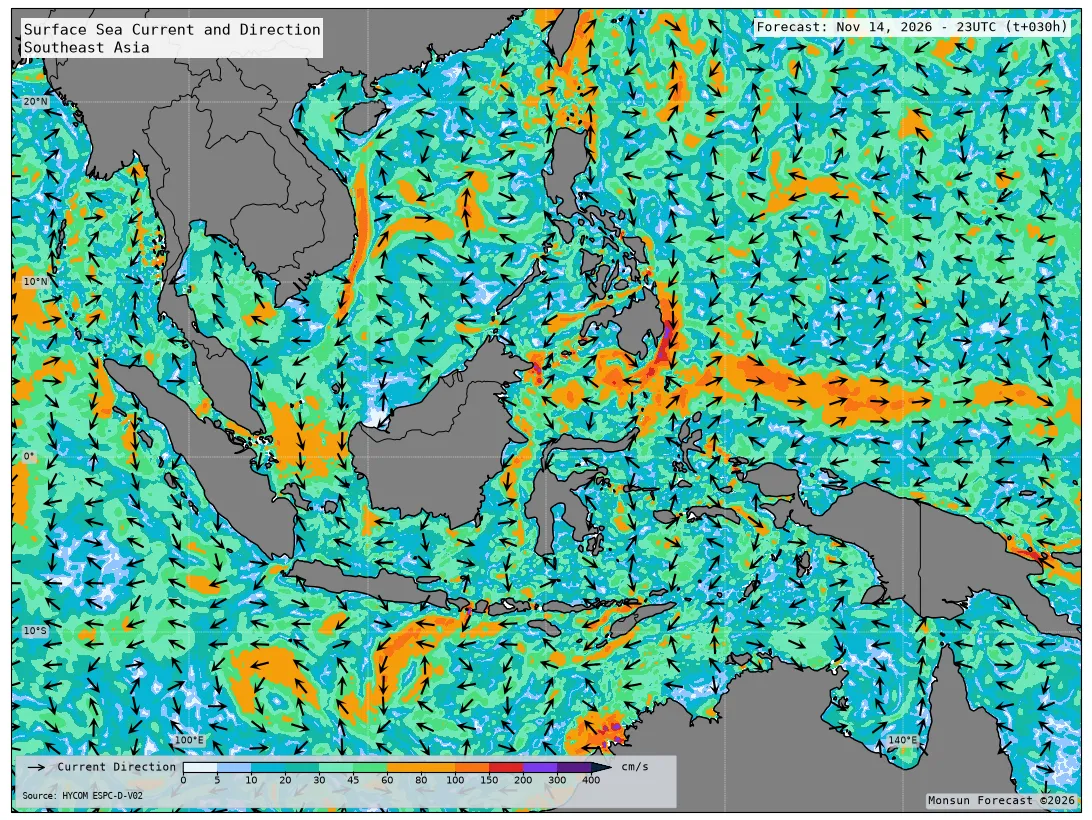 Surface Sea Current and Direction
Southeast Asia
Forecast: Nov 14, 2026 - 23UTC (t+030h)
20°N
10°N
0°
10°S
100°E
140°E
Current Direction
0 5 10 20 30 45 60 80 100 150 200 300 400
cm/s
Source: HYCOM ESPC-D-V02
Monsun Forecast ©2026